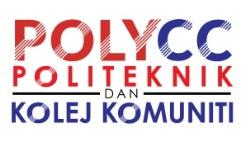 POLYCC
POLITEKNIK
DAN
KOLEJ KOMUNITI